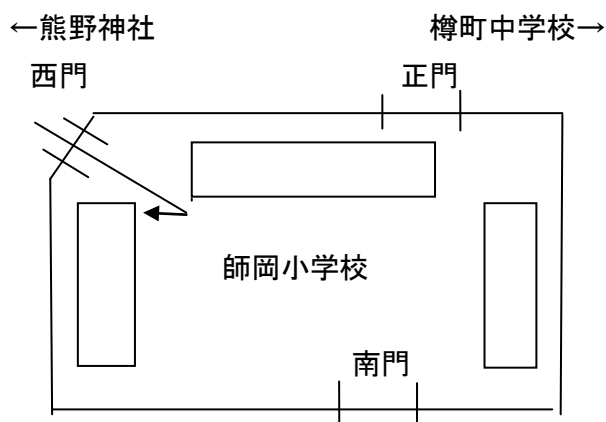 ←熊野神社
樽町中学校→
西門
正門
師岡小学校
南門